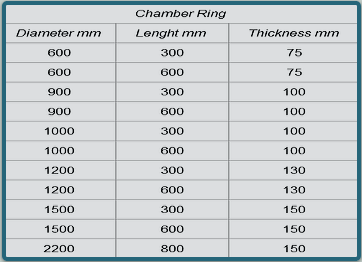 Chamber Ring
Diameter mm Lenght mm Thickness mm
600 300 75
600 600 75
900 300 100
900 600 100
1000 300 100
1000 600 100
1200 300 130
1200 600 130
1500 300 150
1500 600 150
2200 800 150